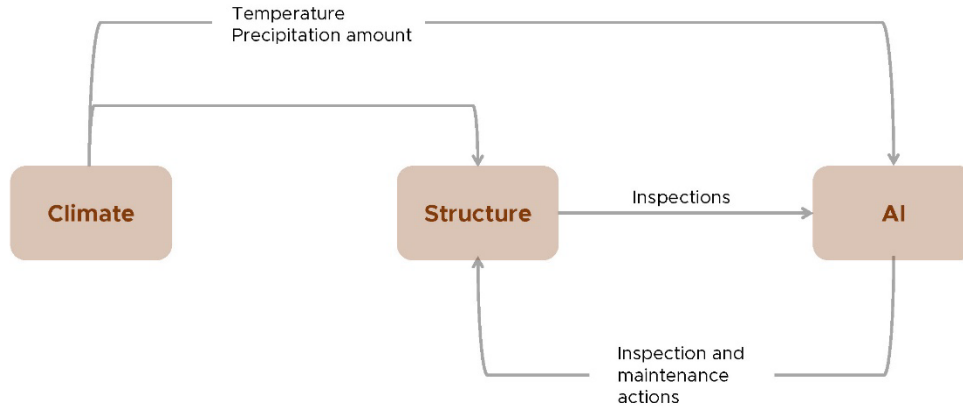 Temperature
Precipitation amount
Climate
Structure
Inspections
AI
Inspection and
maintenance
actions